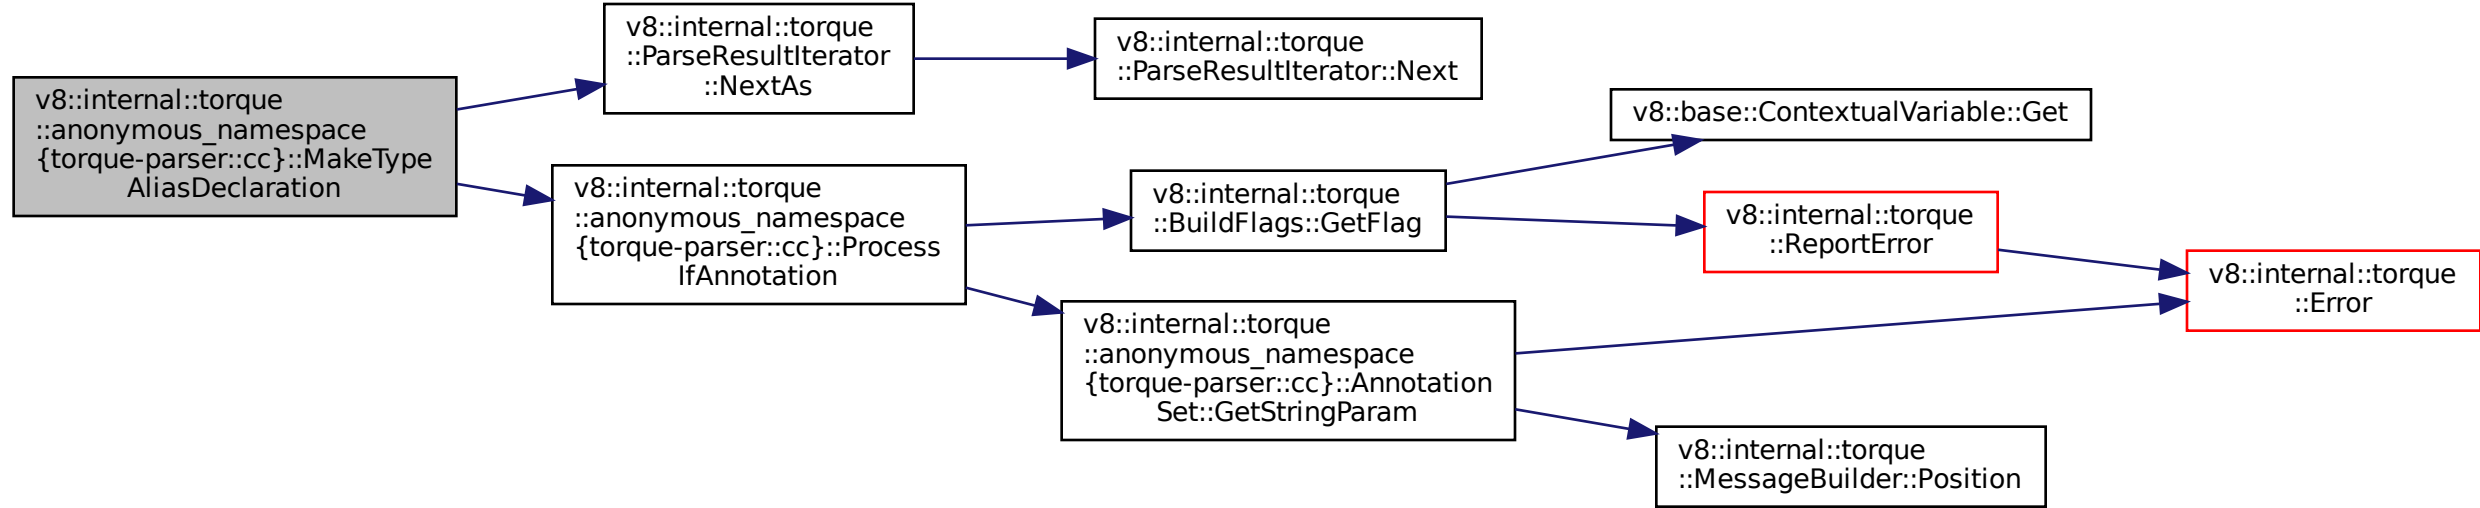 v8::internal::torque
::anonymous_namespace
{torque-parser::cc}::MakeType
AliasDeclaration
v8::internal::torque
::ParseResultIterator
::NextAs
v8::internal::torque
::ParseResultIterator::Next
v8::internal::torque
::anonymous_namespace
{torque-parser::cc}::Process
IfAnnotation
v8::internal::torque
::BuildFlags::GetFlag
v8::base::ContextualVariable::Get
v8::internal::torque
::ReportError
v8::internal::torque
::Error
v8::internal::torque
::anonymous_namespace
{torque-parser::cc}::Annotation
Set::GetStringParam
v8::internal::torque
::MessageBuilder::Position